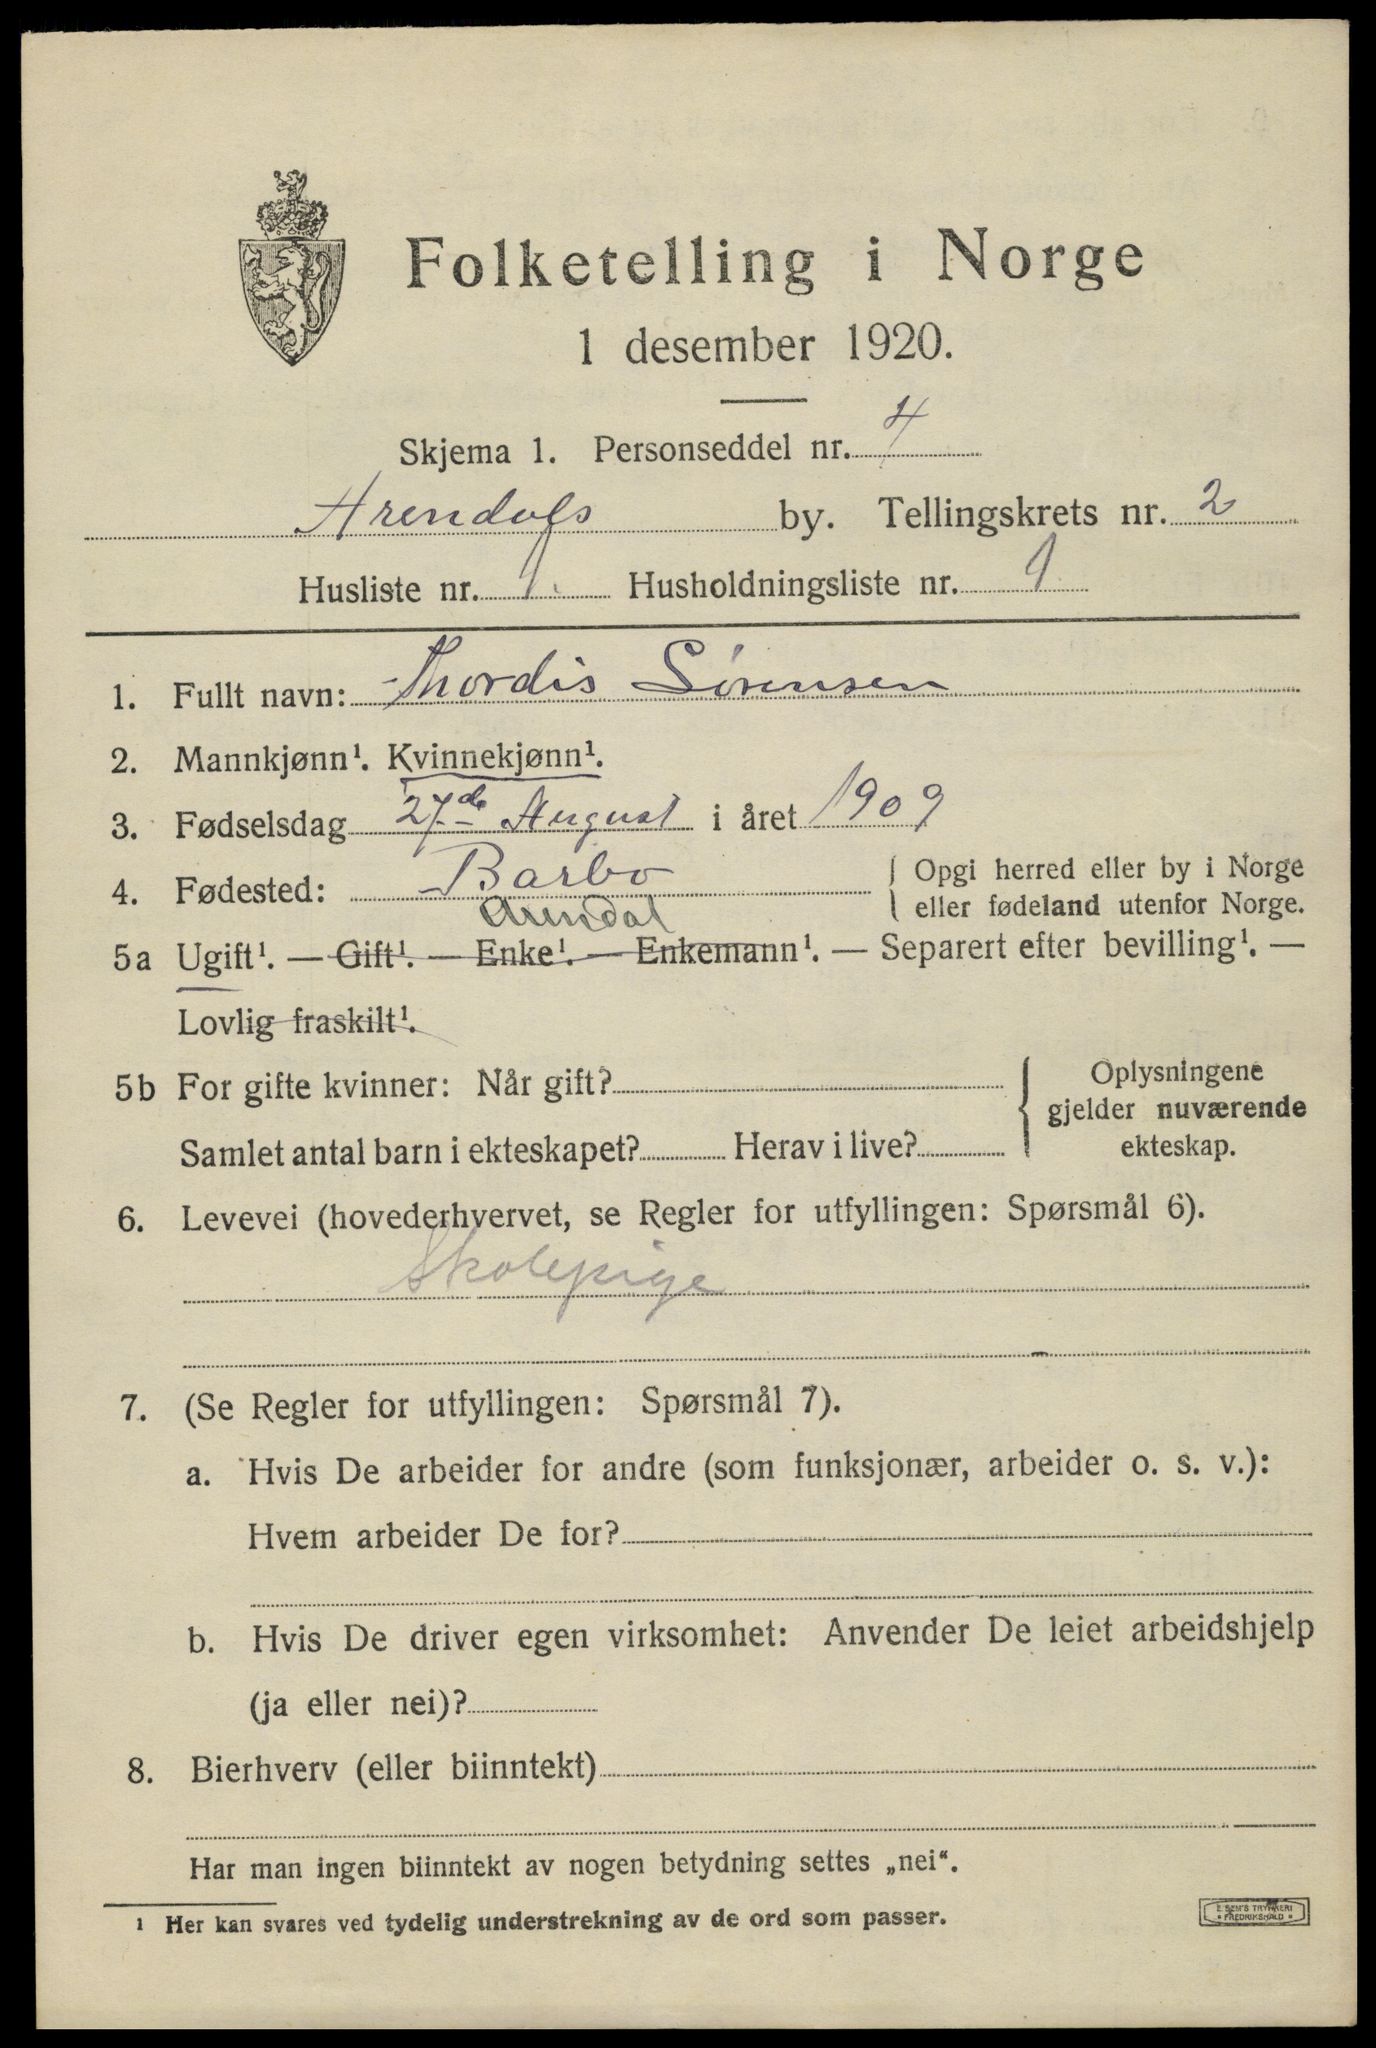 Folketelling i Norge
1 desember 1920.
Skjema 1. Personseddel nr. 4
Arendals by. Tellingskrets nr. 2
Husliste nr. 1. Husholdningsliste nr. 1
1. Fullt navn: Thordis Sørensen
2. Mannkjønn¹. Kvinnekjønn¹.
3. Fødselsdag 27de August i året 1909
4. Fødested: Barbo { Opgi herred eller by i Norge
Arendal { eller fødeland utenfor Norge.
5a Ugift¹. — Gift¹. — Enke¹. — Enkemann¹. — Separert efter bevilling¹. —
Lovlig fraskilt¹.
5b For gifte kvinner: Når gift? { Oplysningene
gjelder nuværende
Samlet antal barn i ekteskapet? Herav i live? ekteskap.
6. Levevei (hovederhvervet, se Regler for utfyllingen: Spørsmål 6).
Skolepige
7. (Se Regler for utfyllingen: Spørsmål 7).
a. Hvis De arbeider for andre (som funksjonær, arbeider o. s. v.):
Hvem arbeider De for?
b. Hvis De driver egen virksomhet: Anvender De leiet arbeidshjelp
(ja eller nei)?
8. Bierhverv (eller biinntekt)
Har man ingen biinntekt av nogen betydning settes „nei“.
¹ Her kan svares ved tydelig understrekning av de ord som passer.
E. SEM'S TRYKKERI
* FREDRIKSHALD *